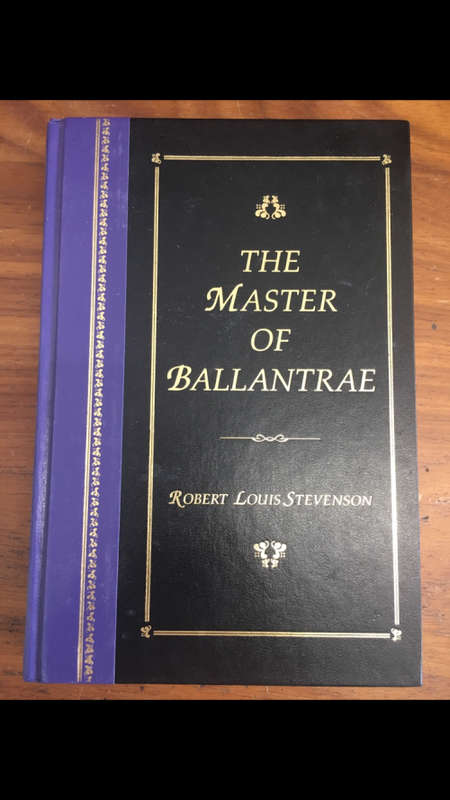 THE
MASTER
OF
BALLANTRAE
ROBERT LOUIS STEVENSON